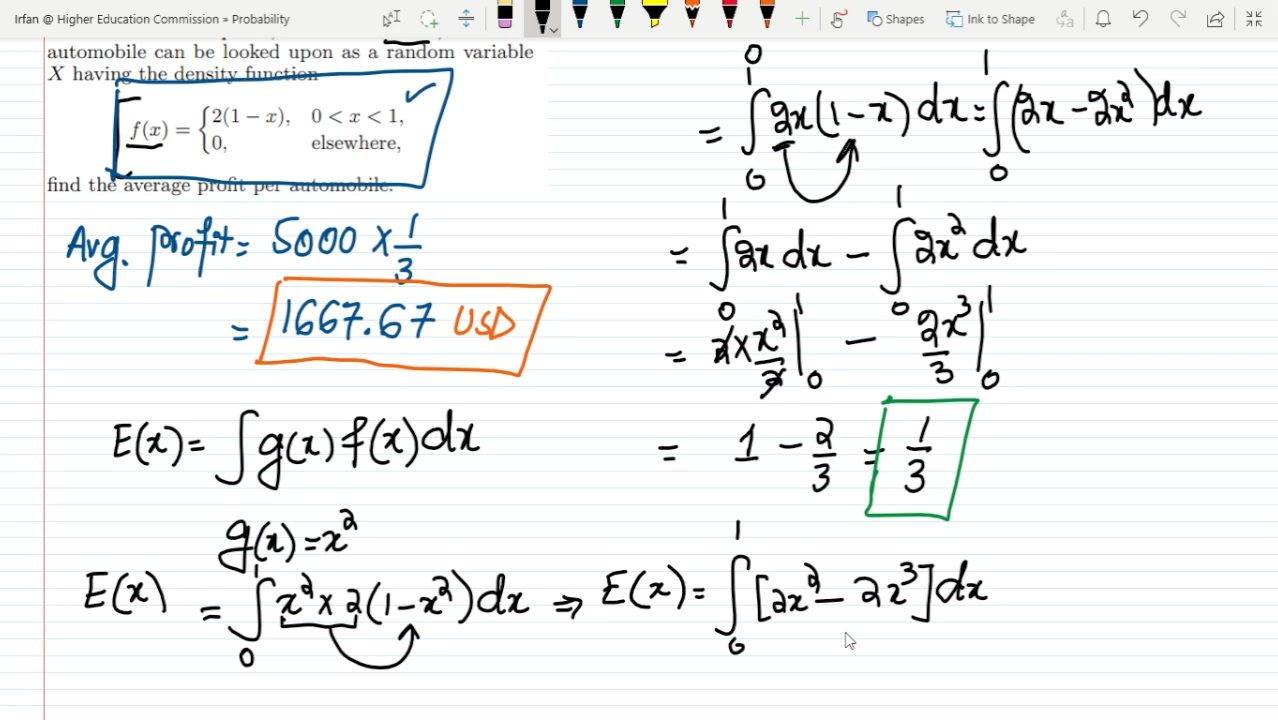 Irfan @ Higher Education Commission » Probability
Shapes
Ink to Shape
automobile can be looked upon as a random variable
X having the density function
f(x) = {2(1 − x), 0 < x < 1,
0, elsewhere,
find the average profit per automobile.
Avg. profit = 5000 × 1/3
= 1667.67 USD
E(x) = ∫ g(x) f(x) dx
g(x) = x²
E(x) = ∫₀¹ x² × 2(1 − x²) dx ⇒ E(x) = ∫₀¹ [2x² − 2x³] dx
0
= ∫₀¹ 2x(1 − x) dx = ∫₀¹ (2x − 2x²) dx
= ∫₀¹ 2x dx − ∫₀¹ 2x² dx
= 2 × x²/2 |₀¹ − 2x³/3 |₀¹
= 1 − 2/3 = 1/3